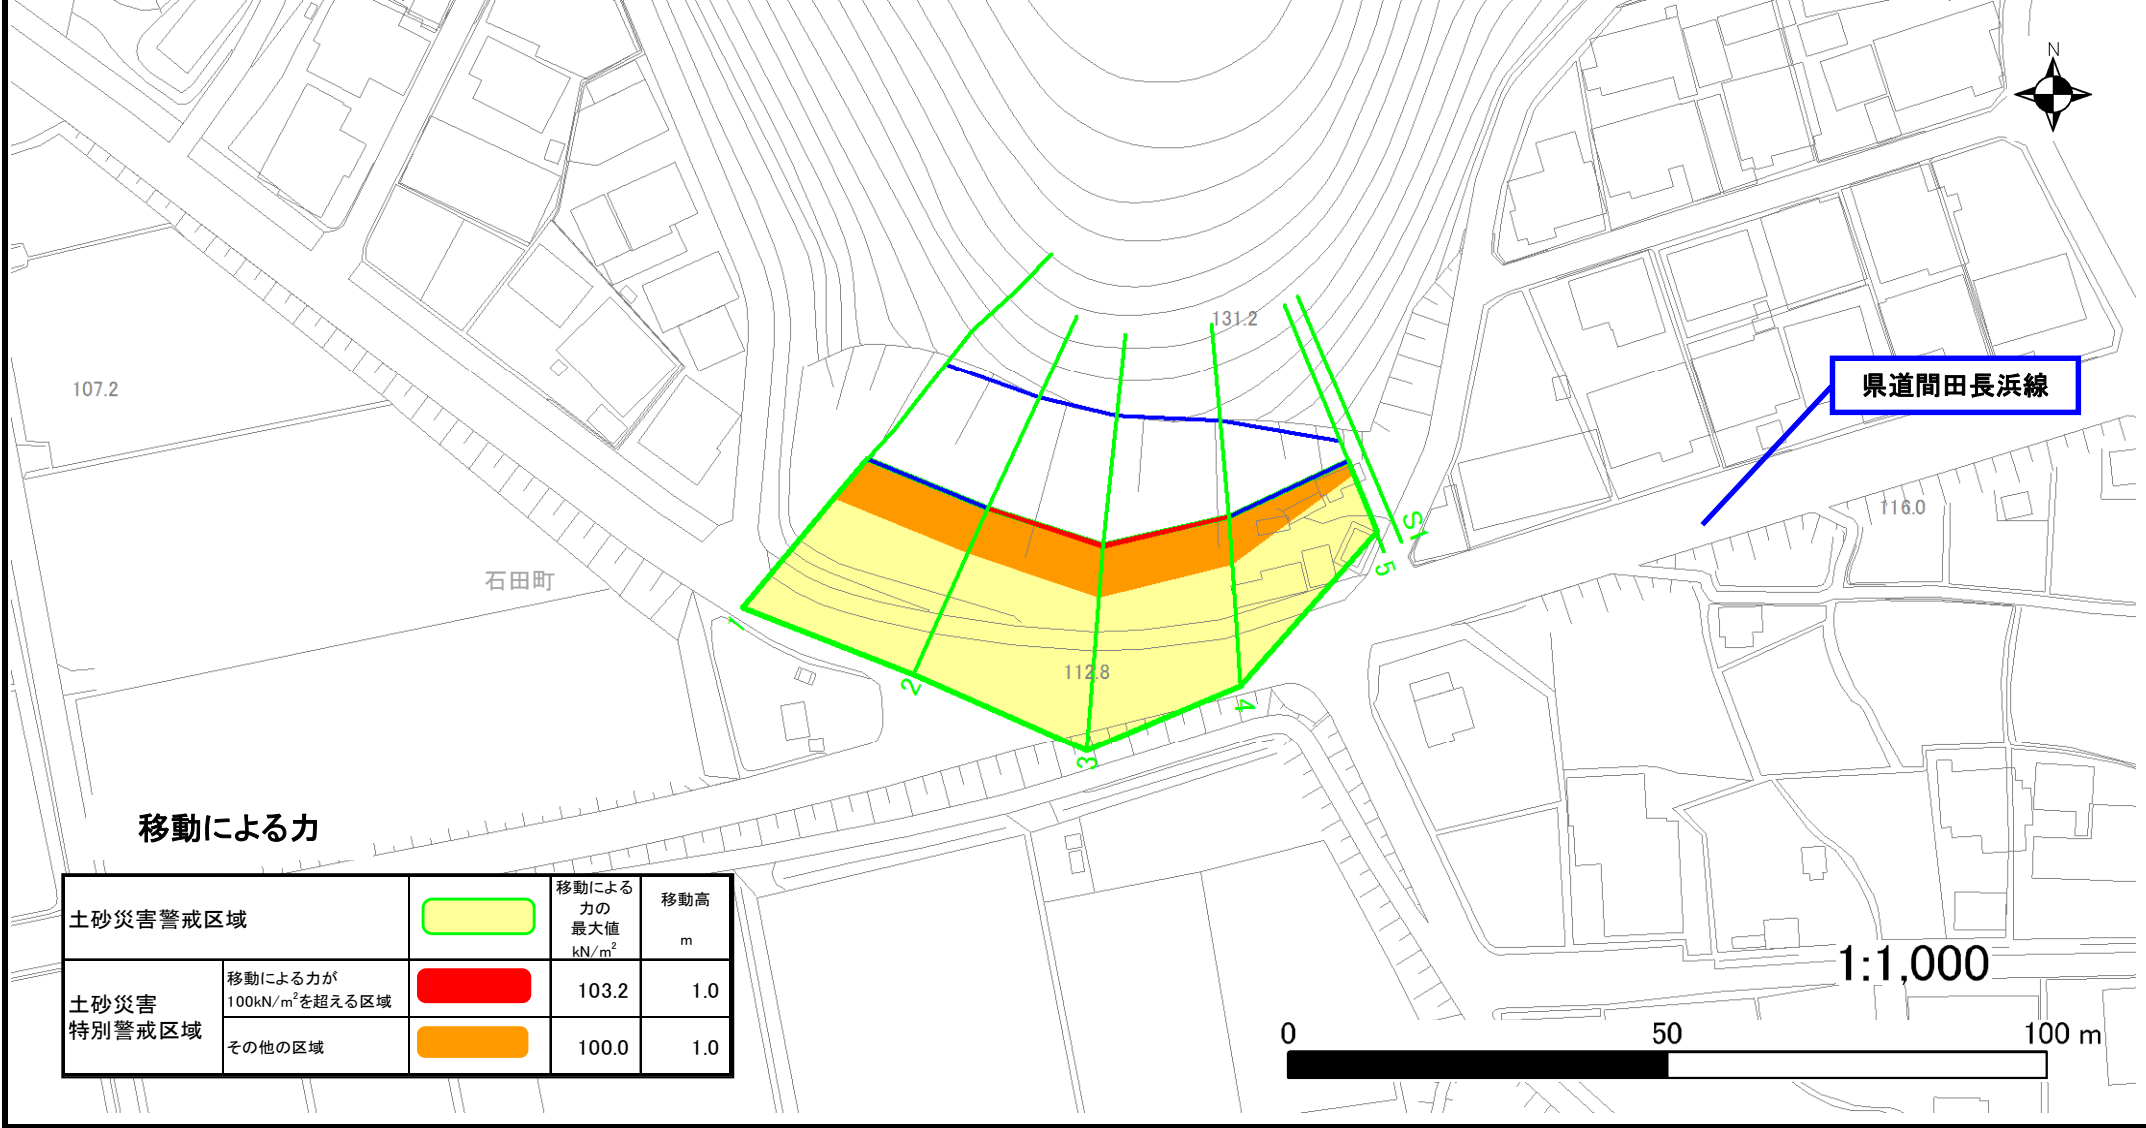 N
131.2
107.2
県道間田長浜線
116.0
S1
5
石田町
1
112.8
2
4
3
移動による力
土砂災害警戒区域
移動による
力の
最大値
kN/m²
移動高
m
土砂災害
特別警戒区域
移動による力が
100kN/m²を超える区域
103.2
1.0
その他の区域
100.0
1.0
1:1,000
0
50
100 m